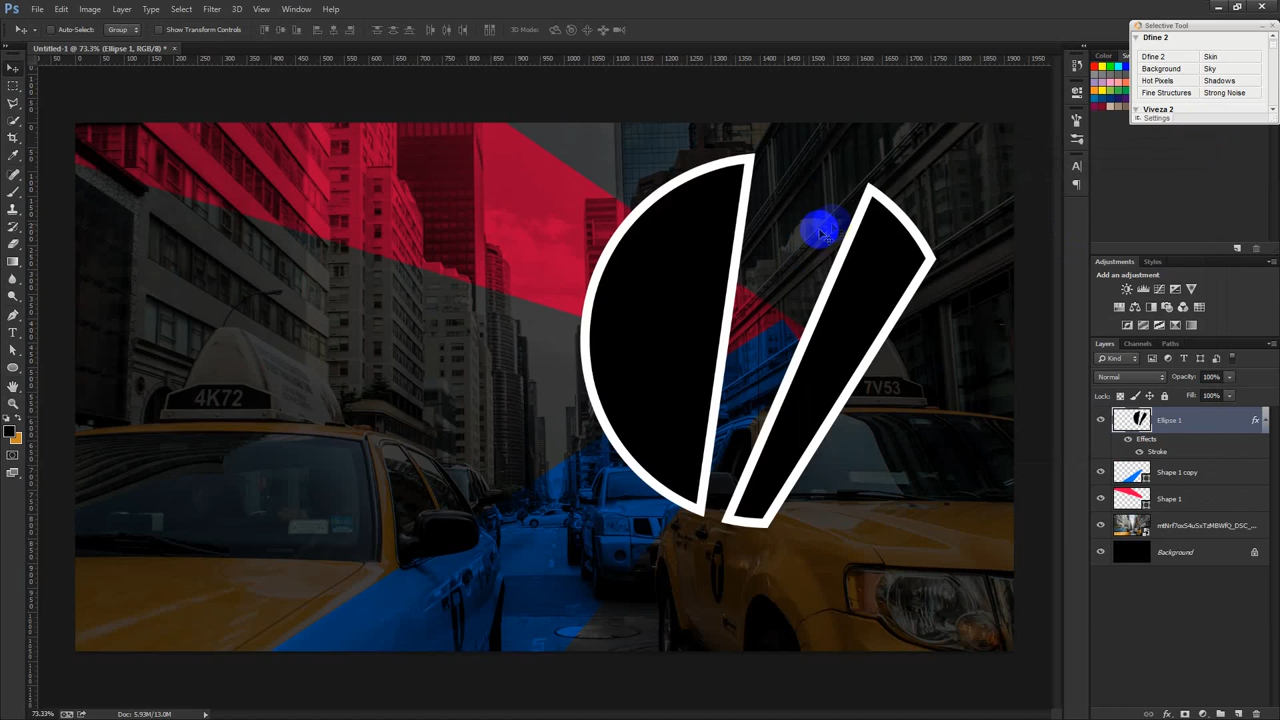 Ps File Edit Image Layer Type Select Filter 3D View Window Help
Auto-Select: Group Show Transform Controls 3D Mode:
Selective Tool
Dfine 2
Dfine 2 Skin
Background Sky
Hot Pixels Shadows
Fine Structures Strong Noise
Viveza 2
Settings
Untitled-1 @ 73.3% (Ellipse 1, RGB/8) *
Color
4K72
7V53
Adjustments Styles
Add an adjustment
Layers Channels Paths
Kind
Normal Opacity: 100%
Lock: Fill: 100%
Ellipse 1 fx
Effects
Stroke
Shape 1 copy
Shape 1
mtNrf7oxS4uSxTzMBWfQ_DSC_...
Background
73.33% Doc: 5.93M/13.0M